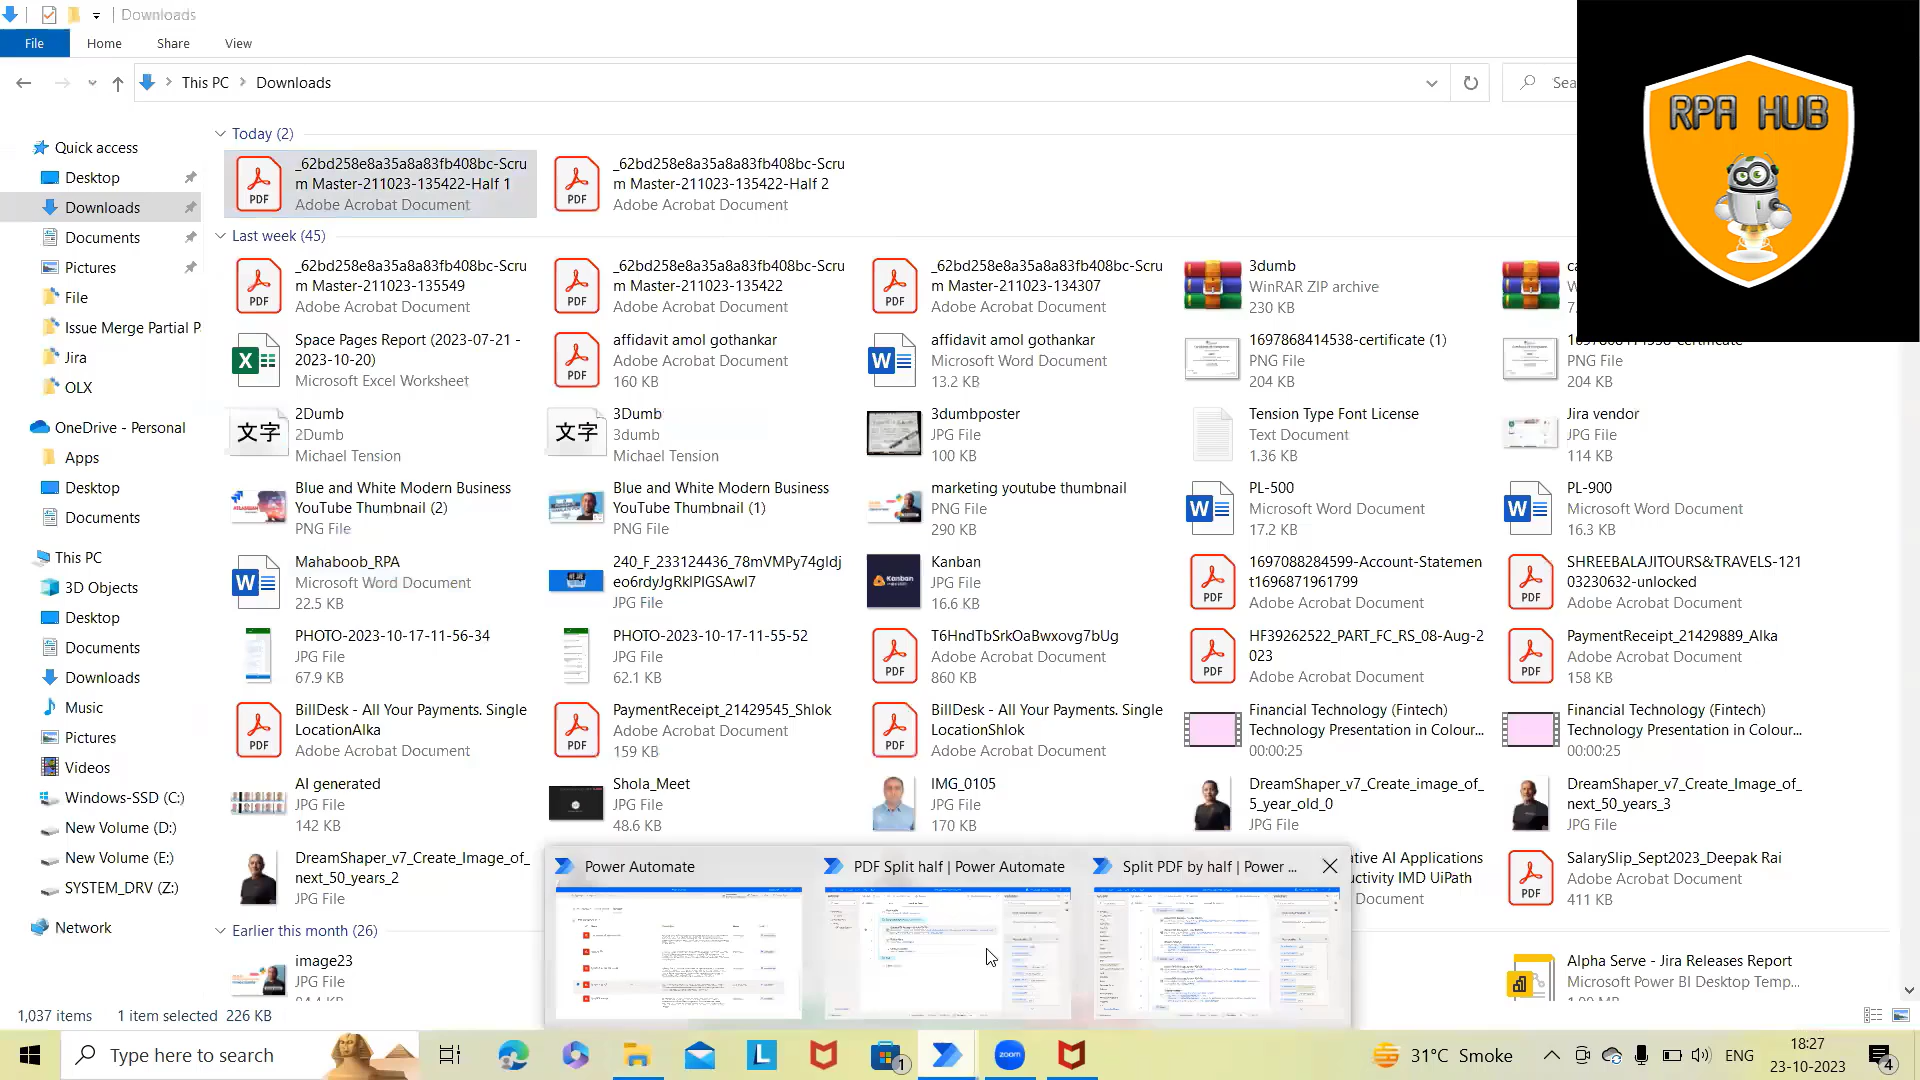 Downloads
File Home Share View
This PC Downloads
Sea
RPA HUB
Quick access
Desktop
Downloads
Documents
Pictures
File
Issue Merge Partial P
Jira
OLX
OneDrive - Personal
Apps
Desktop
Documents
This PC
3D Objects
Desktop
Documents
Downloads
Music
Pictures
Videos
Windows-SSD (C:)
New Volume (D:)
New Volume (E:)
SYSTEM_DRV (Z:)
Network
Today (2)
_62bd258e8a35a8a83fb408bc-Scru
m Master-211023-135422-Half 1
Adobe Acrobat Document
_62bd258e8a35a8a83fb408bc-Scru
m Master-211023-135422-Half 2
Adobe Acrobat Document
Last week (45)
_62bd258e8a35a8a83fb408bc-Scru
m Master-211023-135549
Adobe Acrobat Document
_62bd258e8a35a8a83fb408bc-Scru
m Master-211023-135422
Adobe Acrobat Document
_62bd258e8a35a8a83fb408bc-Scru
m Master-211023-134307
Adobe Acrobat Document
3dumb
WinRAR ZIP archive
230 KB
Space Pages Report (2023-07-21 -
2023-10-20)
Microsoft Excel Worksheet
affidavit amol gothankar
Adobe Acrobat Document
160 KB
affidavit amol gothankar
Microsoft Word Document
13.2 KB
1697868414538-certificate (1)
PNG File
204 KB
PNG File
204 KB
文字
2Dumb
2Dumb
Michael Tension
文字
3Dumb
3dumb
Michael Tension
3dumbposter
JPG File
100 KB
Tension Type Font License
Text Document
1.36 KB
Jira vendor
JPG File
114 KB
Blue and White Modern Business
YouTube Thumbnail (2)
PNG File
Blue and White Modern Business
YouTube Thumbnail (1)
PNG File
marketing youtube thumbnail
PNG File
290 KB
PL-500
Microsoft Word Document
17.2 KB
PL-900
Microsoft Word Document
16.3 KB
Mahaboob_RPA
Microsoft Word Document
22.5 KB
240_F_233124436_78mVMPy74gIdj
eo6rdyJgRklPIGSAwI7
JPG File
Kanban
JPG File
16.6 KB
1697088284599-Account-Statemen
t1696871961799
Adobe Acrobat Document
SHREEBALAJITOURS&TRAVELS-121
03230632-unlocked
Adobe Acrobat Document
PHOTO-2023-10-17-11-56-34
JPG File
67.9 KB
PHOTO-2023-10-17-11-55-52
JPG File
62.1 KB
T6HndTbSrkOaBwxovg7bUg
Adobe Acrobat Document
860 KB
HF39262522_PART_FC_RS_08-Aug-2
023
Adobe Acrobat Document
PaymentReceipt_21429889_Alka
Adobe Acrobat Document
158 KB
BillDesk - All Your Payments. Single
LocationAlka
Adobe Acrobat Document
PaymentReceipt_21429545_Shlok
Adobe Acrobat Document
159 KB
BillDesk - All Your Payments. Single
LocationShlok
Adobe Acrobat Document
Financial Technology (Fintech)
Technology Presentation in Colour...
00:00:25
Financial Technology (Fintech)
Technology Presentation in Colour...
00:00:25
AI generated
JPG File
142 KB
Shola_Meet
JPG File
48.6 KB
IMG_0105
JPG File
170 KB
DreamShaper_v7_Create_image_of_
5_year_old_0
JPG File
DreamShaper_v7_Create_Image_of_
next_50_years_3
JPG File
DreamShaper_v7_Create_Image_of_
next_50_years_2
JPG File
tive AI Applications
ctivity IMD UiPath
Document
SalarySlip_Sept2023_Deepak Rai
Adobe Acrobat Document
411 KB
Power Automate
PDF Split half | Power Automate
Split PDF by half | Power ...
Earlier this month (26)
image23
JPG File
Alpha Serve - Jira Releases Report
Microsoft Power BI Desktop Temp...
1,037 items 1 item selected 226 KB
Type here to search
zoom
31°C Smoke
ENG
18:27
23-10-2023